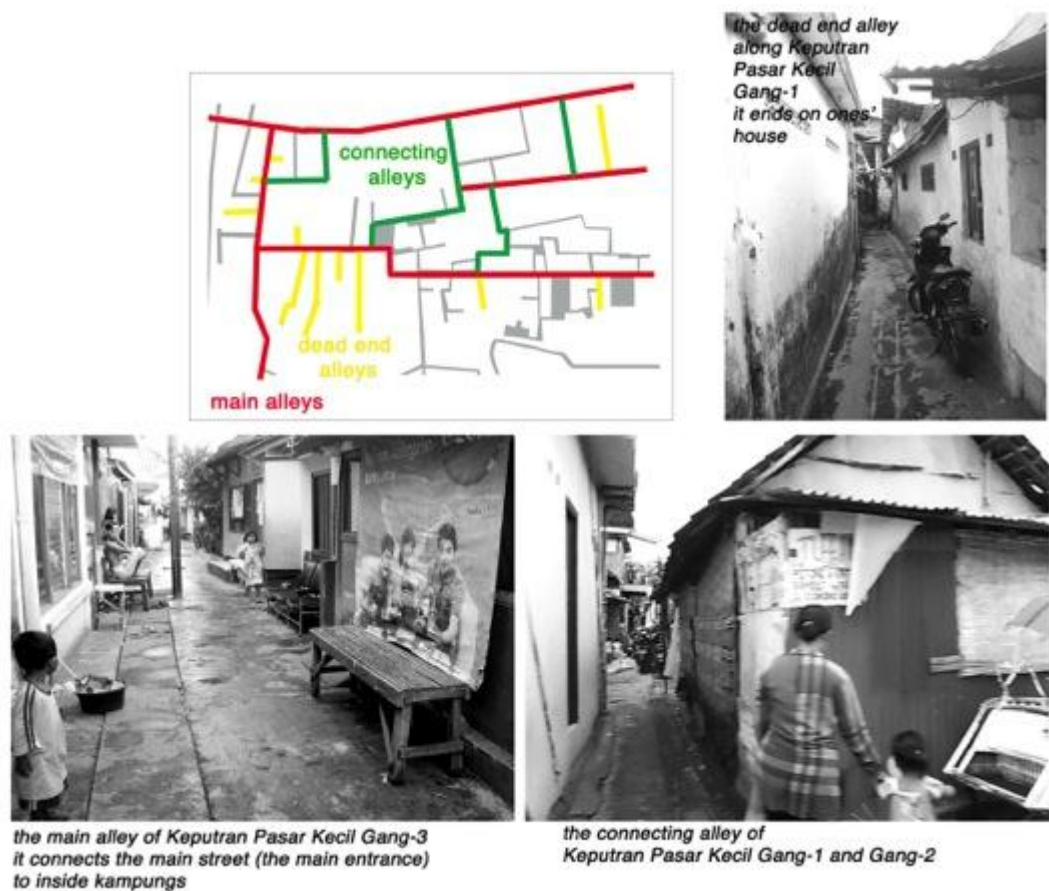 the dead end alley
along Keputran
Pasar Kecil
Gang-1
it ends on ones'
house
connecting
alleys
dead end
alleys
main alleys
the main alley of Keputran Pasar Kecil Gang-3
it connects the main street (the main entrance)
to inside kampungs
the connecting alley of
Keputran Pasar Kecil Gang-1 and Gang-2